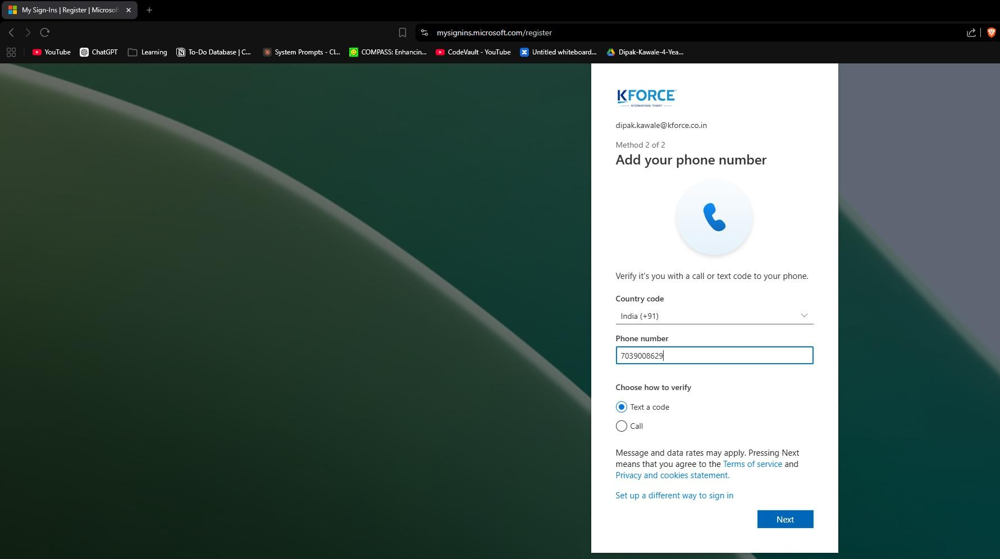 My Sign-Ins | Register | Microsof
mysignins.microsoft.com/register
YouTube
ChatGPT
Learning
To-Do Database | C...
System Prompts - Cl...
COMPASS: Enhancin...
CodeVault - YouTube
Untitled whiteboard...
Dipak-Kawale-4-Yea...
KFORCE
INTERNATIONAL TENANT
dipak.kawale@kforce.co.in
Method 2 of 2
Add your phone number
Verify it's you with a call or text code to your phone.
Country code
India (+91)
Phone number
7039008629
Choose how to verify
Text a code
Call
Message and data rates may apply. Pressing Next
means that you agree to the Terms of service and
Privacy and cookies statement.
Set up a different way to sign in
Next